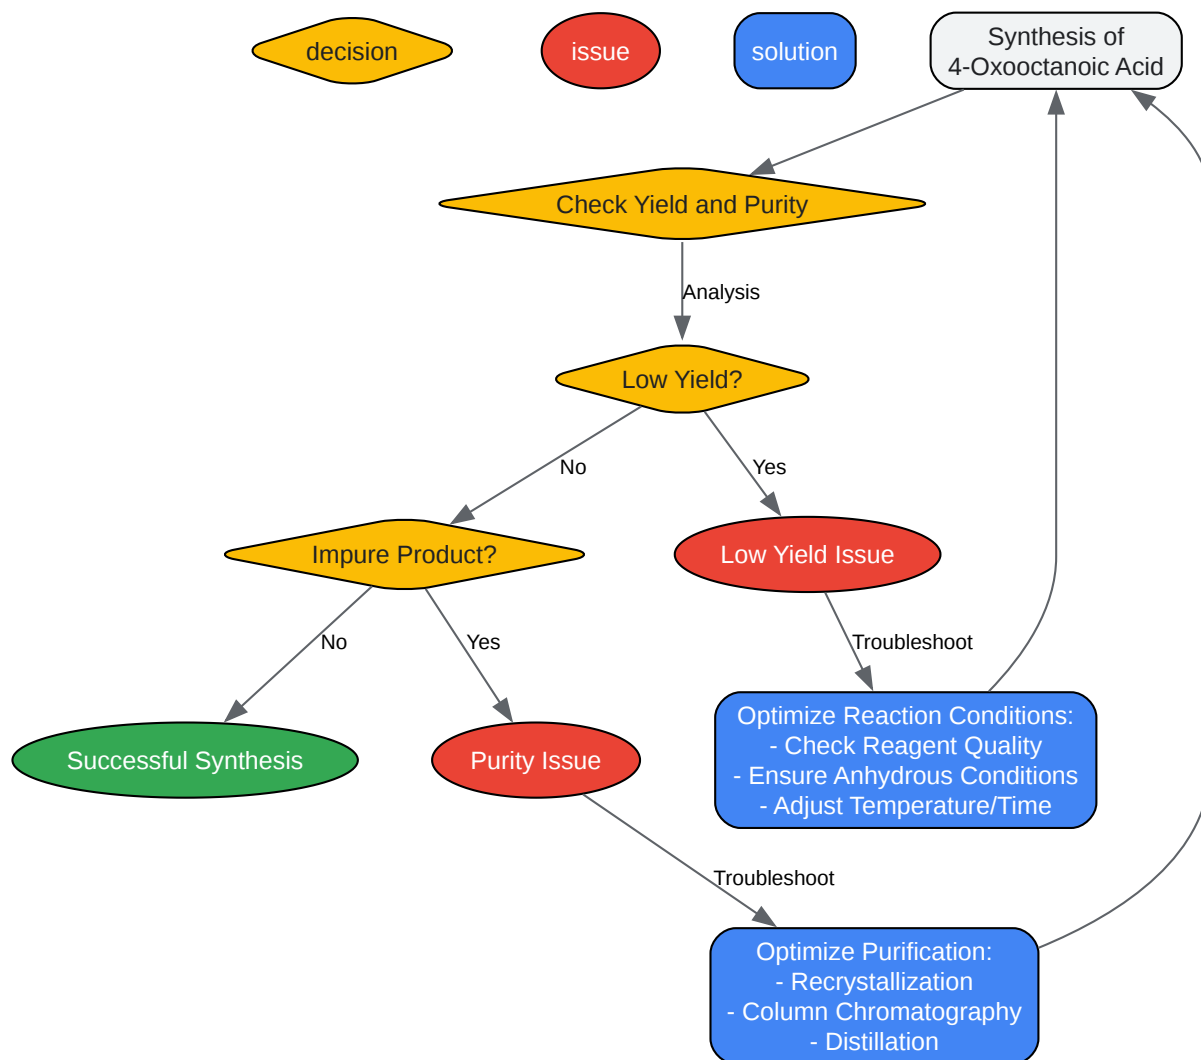 decision
issue
solution
Synthesis of
4-Oxooctanoic Acid
Check Yield and Purity
Analysis
Low Yield?
No
Yes
Impure Product?
Low Yield Issue
No
Yes
Troubleshoot
Successful Synthesis
Purity Issue
Optimize Reaction Conditions:
- Check Reagent Quality
- Ensure Anhydrous Conditions
- Adjust Temperature/Time
Troubleshoot
Optimize Purification:
- Recrystallization
- Column Chromatography
- Distillation